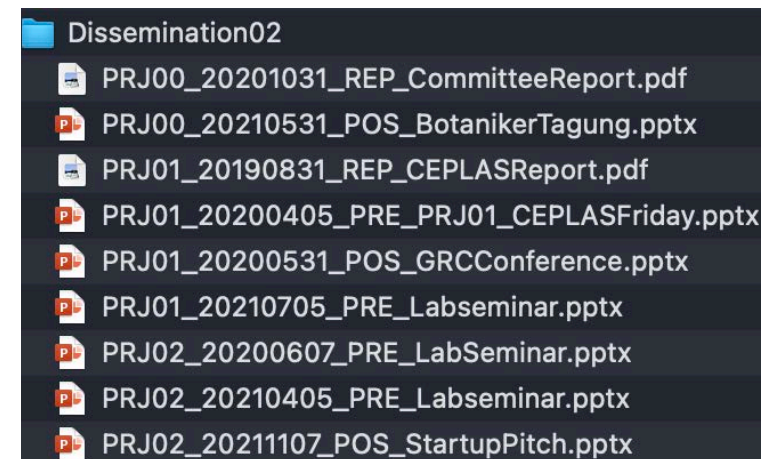 Dissemination02
PRJ00_20201031_REP_CommitteeReport.pdf
PRJ00_20210531_POS_BotanikerTagung.pptx
PRJ01_20190831_REP_CEPLASReport.pdf
PRJ01_20200405_PRE_PRJ01_CEPLASFriday.pptx
PRJ01_20200531_POS_GRCConference.pptx
PRJ01_20210705_PRE_Labseminar.pptx
PRJ02_20200607_PRE_LabSeminar.pptx
PRJ02_20210405_PRE_Labseminar.pptx
PRJ02_20211107_POS_StartupPitch.pptx